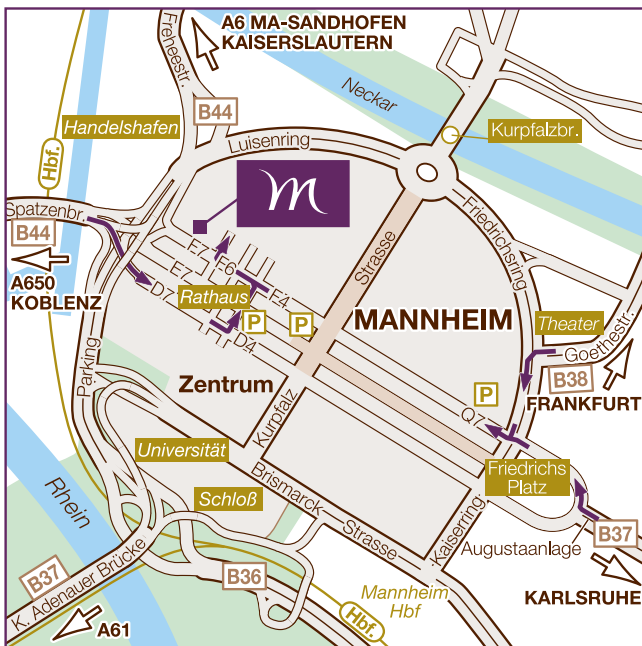 A6 MA-SANDHOFEN
KAISERSLAUTERN
Freheestr.
B44
Neckar
Handelshafen
Kurpfalzbr.
Hbf.
Luisenring
m
Spatzenbr.
B44
A650
KOBLENZ
Friedrichsring
Strasse
F7
F6
E7
F4
Rathaus
D7
P
P
D4
MANNHEIM
Theater
Goethestr.
B38
FRANKFURT
Parking
Zentrum
Kurpfalz
P
Q7
Universität
Friedrichs
Platz
Schloß
Bismarck
Strasse
Kaiserring
Rhein
Augustaanlage
B37
KARLSRUHE
B37
K. Adenauer Brücke
B36
Mannheim
Hbf
Hbf.
A61